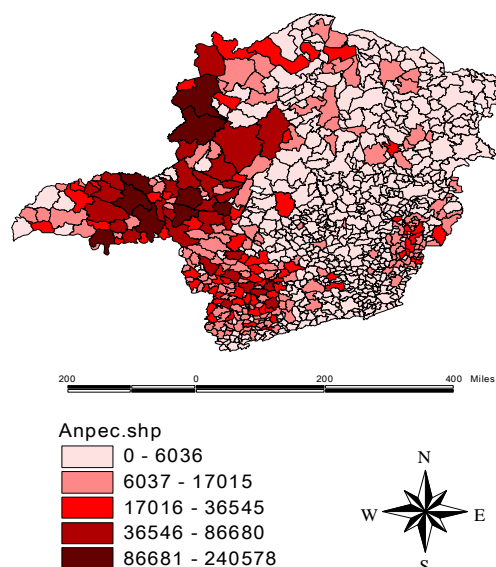 200 0 200 400 Miles
Anpec.shp
0 - 6036
6037 - 17015
17016 - 36545
36546 - 86680
86681 - 240578
N
W E
S